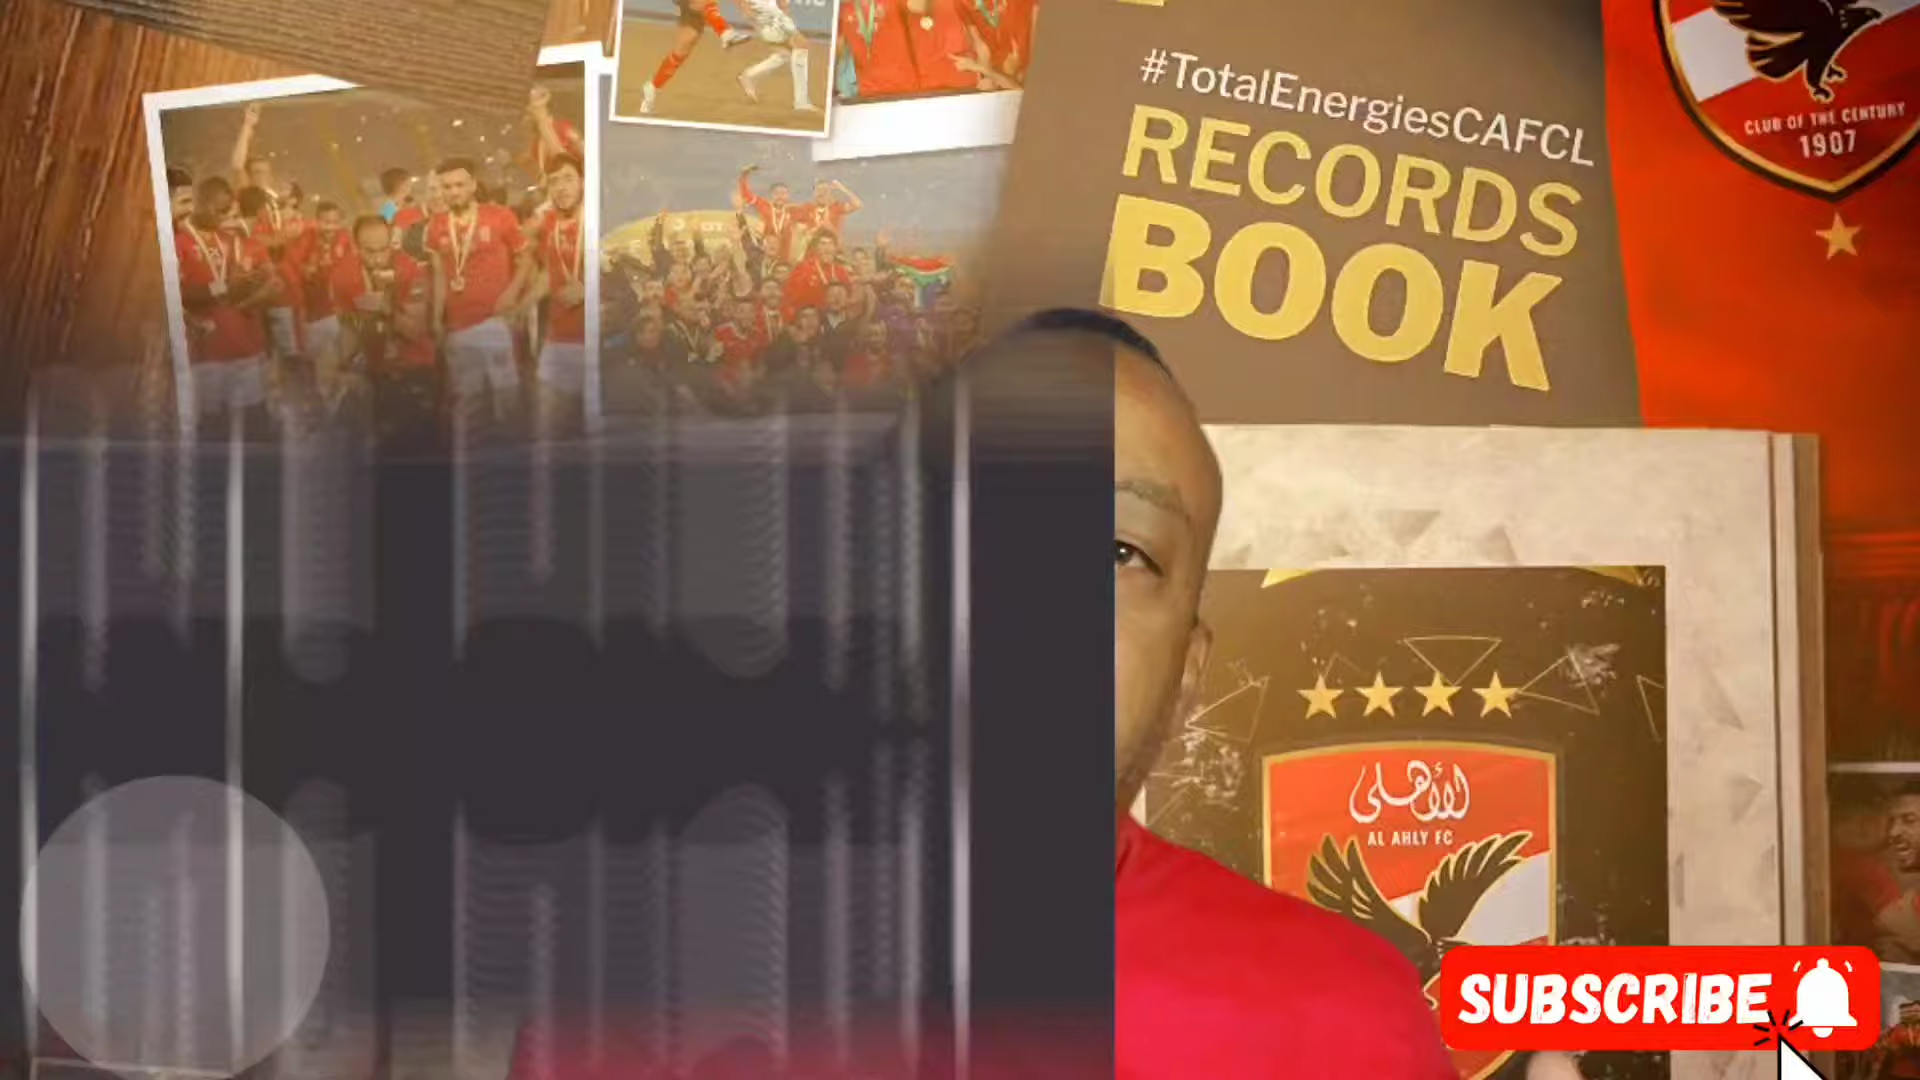 #TotalEnergiesCAFCL
RECORDS
BOOK
CLUB OF THE CENTURY
1907
الأهلي
AL AHLY FC
SUBSCRIBE